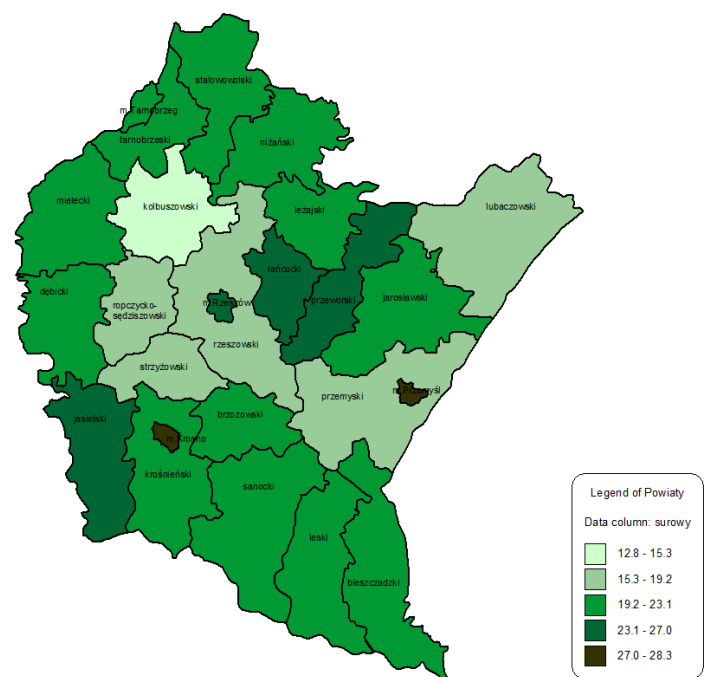 stalowowolski
m.Tarnobrzeg
tarnobrzeski
niżański
mielecki
kolbuszowski
leżajski
lubaczowski
łańcucki
dębicki
ropczycko-
sędziszowski
m.Rzeszów
przeworski
jarosławski
rzeszowski
strzyżowski
przemyski
m.Przemyśl
jasielski
brzozowski
m.Krosno
krośnieński
sanocki
leski
bieszczadzki
Legend of Powiaty
Data column: surowy
12.8 - 15.3
15.3 - 19.2
19.2 - 23.1
23.1 - 27.0
27.0 - 28.3